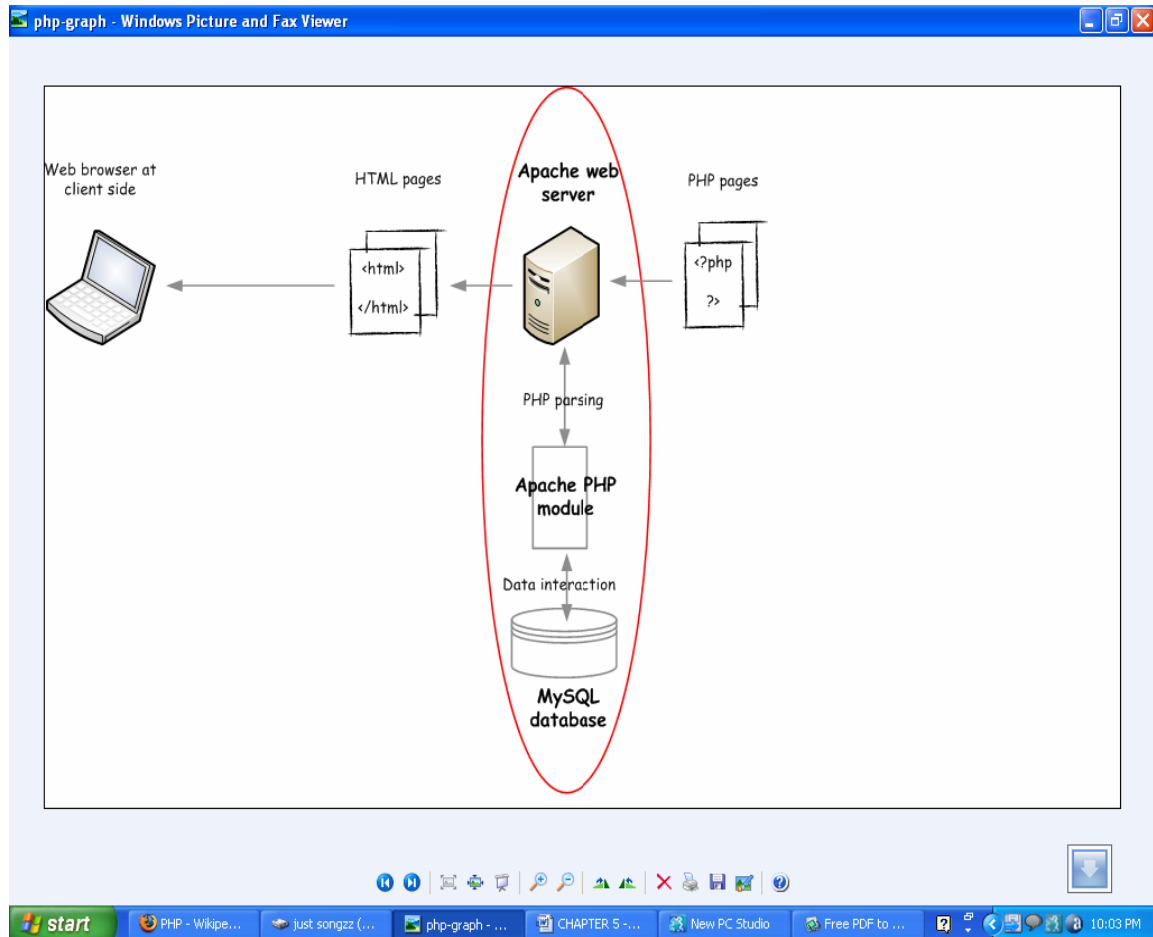 php-graph - Windows Picture and Fax Viewer
Web browser at
client side
HTML pages
Apache web
server
PHP pages
<html>
</html>
<?php
?>
PHP parsing
Apache PHP
module
Data interaction
MySQL
database
start
PHP - Wikipe...
just songzz (...
php-graph - ...
CHAPTER 5 -...
New PC Studio
Free PDF to ...
10:03 PM